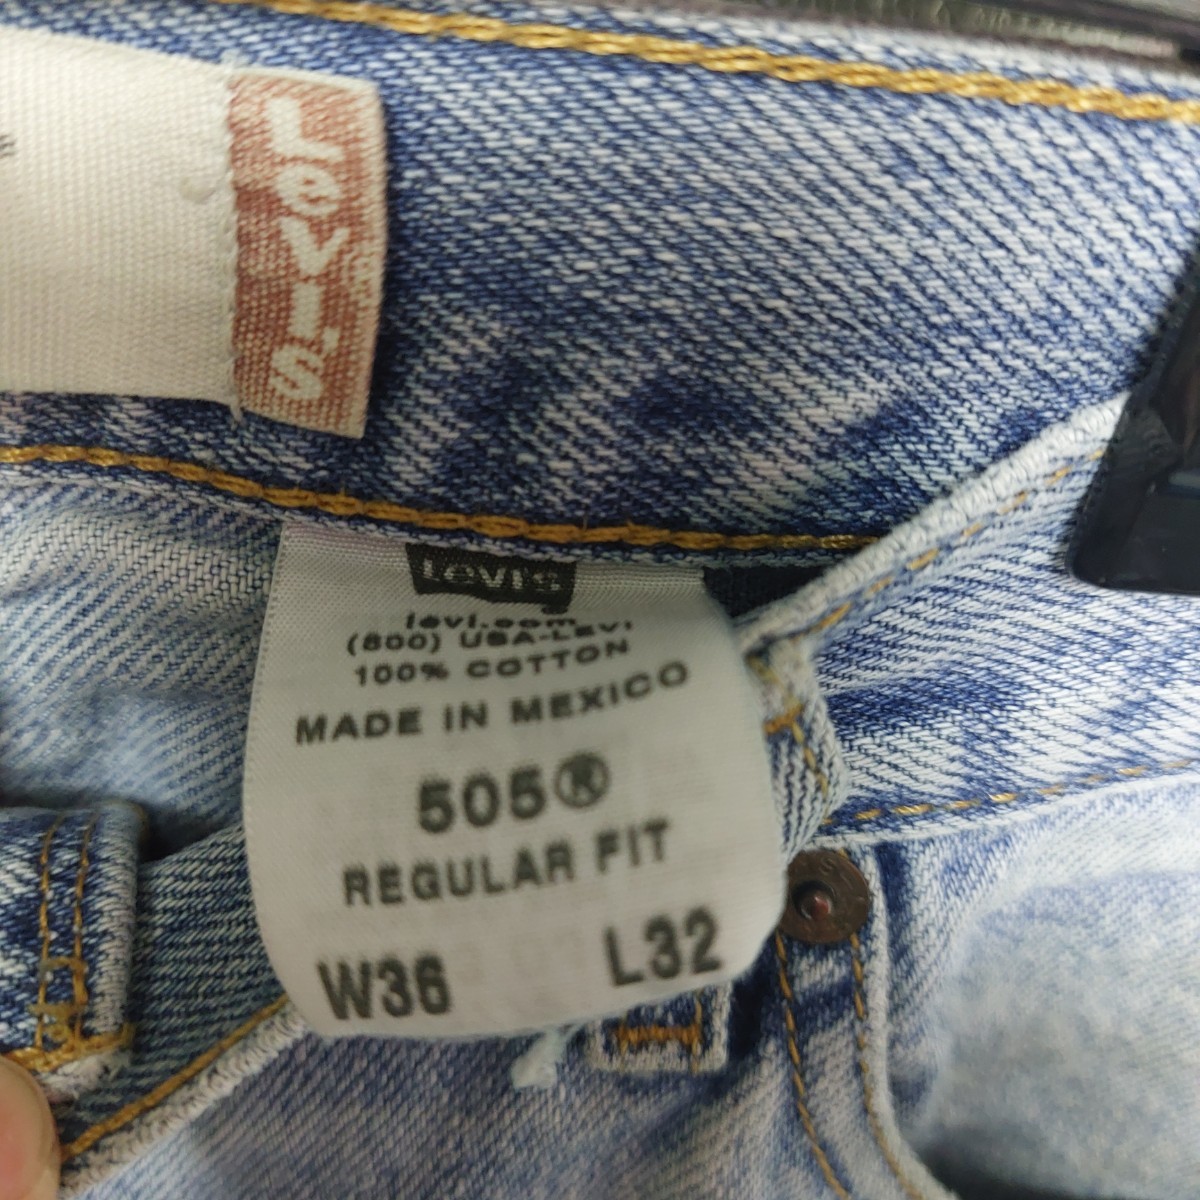 Levi's
Levi's
levi.com
(800) USA-LEVI
100% COTTON
MADE IN MEXICO
505®
REGULAR FIT
W36 L32